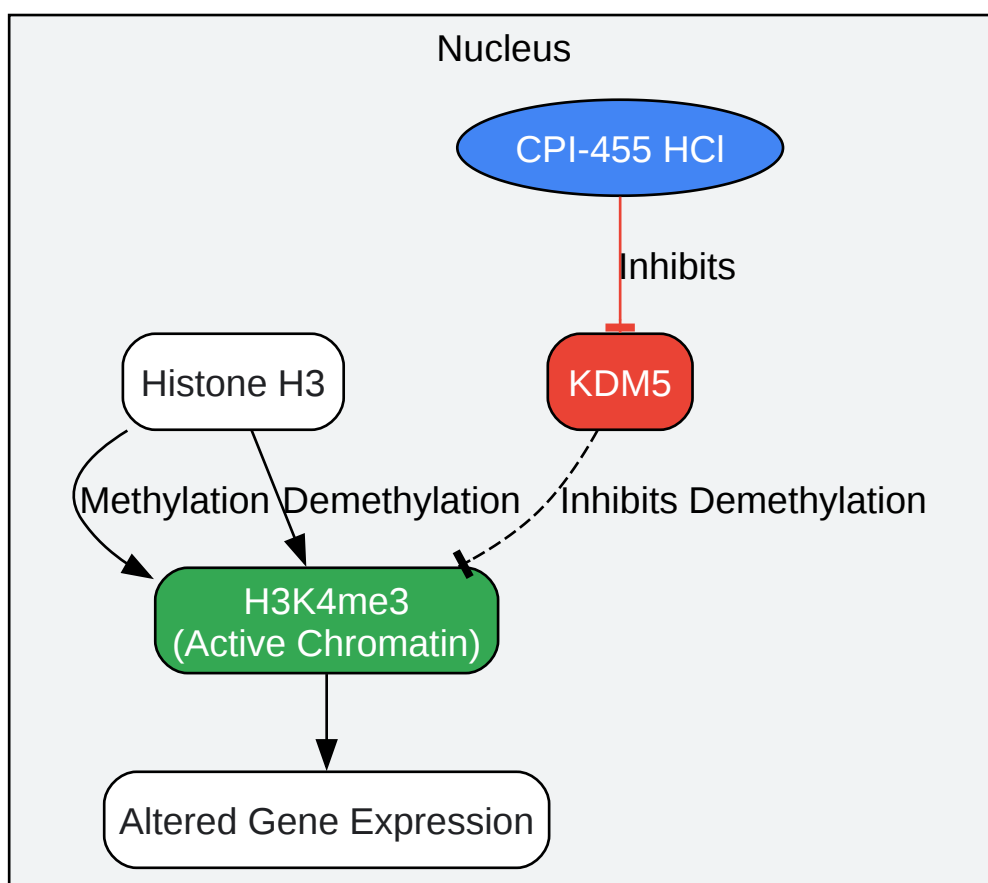 Nucleus
CPI-455 HCl
Inhibits
Histone H3
KDM5
Methylation
Demethylation
Inhibits Demethylation
H3K4me3
(Active Chromatin)
Altered Gene Expression